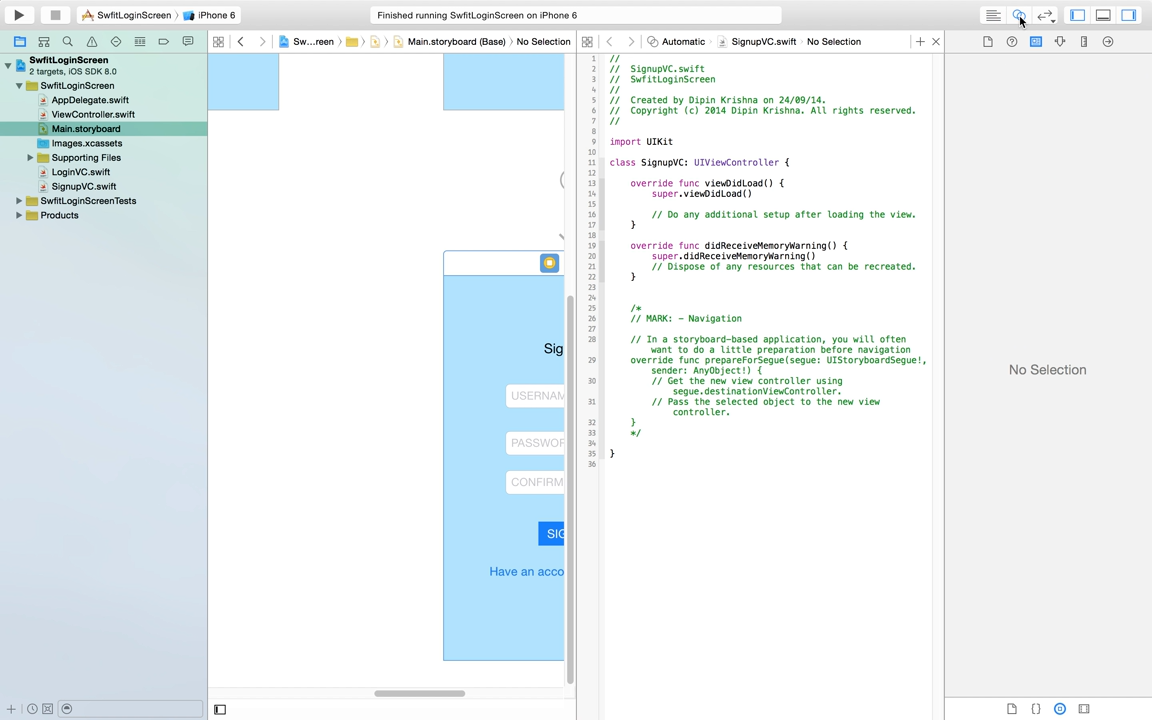 SwfitLoginScreen
iPhone 6
Finished running SwfitLoginScreen on iPhone 6
Sw...reen
Main.storyboard (Base)
No Selection
Automatic
SignupVC.swift
No Selection
SwfitLoginScreen
2 targets, iOS SDK 8.0
SwfitLoginScreen
AppDelegate.swift
ViewController.swift
Main.storyboard
Images.xcassets
Supporting Files
LoginVC.swift
SignupVC.swift
SwfitLoginScreenTests
Products
Sig
USERNAM
PASSWOR
CONFIRM
SIG
Have an acco
1 //
2 //  SignupVC.swift
3 //  SwfitLoginScreen
4 //
5 //  Created by Dipin Krishna on 24/09/14.
6 //  Copyright (c) 2014 Dipin Krishna. All rights reserved.
7 //
8
9 import UIKit
10
11 class SignupVC: UIViewController {
12
13     override func viewDidLoad() {
14         super.viewDidLoad()
15
16         // Do any additional setup after loading the view.
17     }
18
19     override func didReceiveMemoryWarning() {
20         super.didReceiveMemoryWarning()
21         // Dispose of any resources that can be recreated.
22     }
23
24
25     /*
26     // MARK: - Navigation
27
28     // In a storyboard-based application, you will often
want to do a little preparation before navigation
29     override func prepareForSegue(segue: UIStoryboardSegue!,
sender: AnyObject!) {
30         // Get the new view controller using
segue.destinationViewController.
31         // Pass the selected object to the new view
controller.
32     }
33     */
34
35 }
36
No Selection